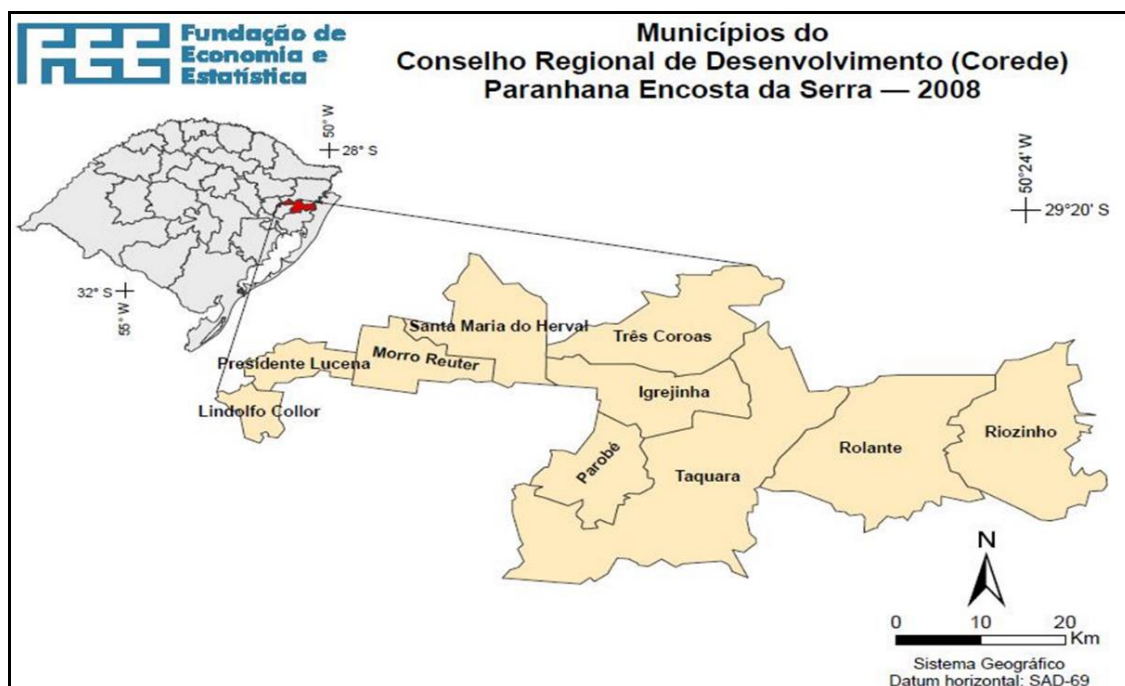 FEE
Fundação de
Economia e
Estatística
Municípios do
Conselho Regional de Desenvolvimento (Corede)
Paranhana Encosta da Serra — 2008
50° W
28° S
32° S
55° W
50°24' W
29°20' S
Santa Maria do Herval
Três Coroas
Presidente Lucena
Morro Reuter
Igrejinha
Lindolfo Collor
Parobé
Taquara
Rolante
Riozinho
N
0 10 20
Km
Sistema Geográfico
Datum horizontal: SAD-69